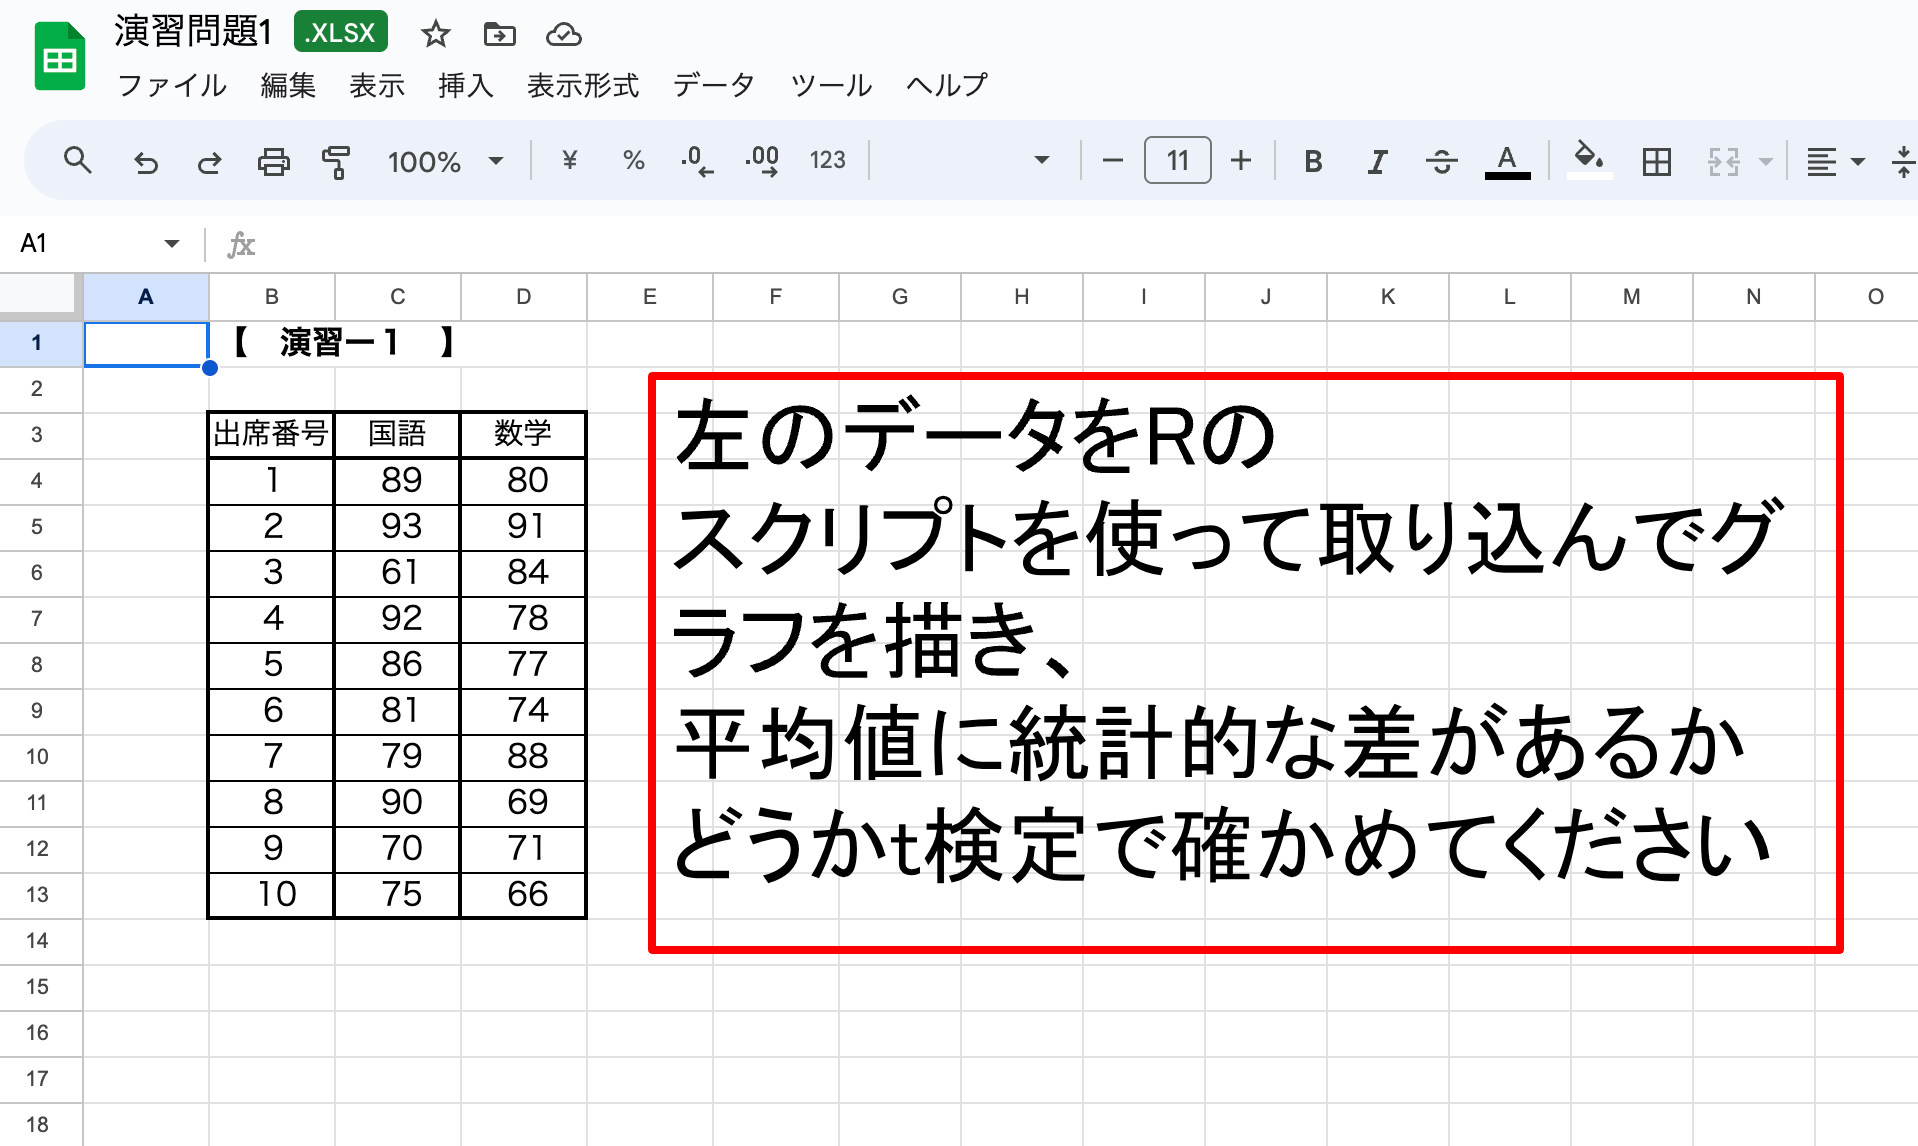 演習問題1 .XLSX
ファイル 編集 表示 挿入 表示形式 データ ツール ヘルプ
100% ¥ % .0 .00 123 11 B I A
A1 fx
A B C D E F G H I J K L M N O
1 【 演習ー１ 】
2
3 出席番号 国語 数学
4 1 89 80
5 2 93 91
6 3 61 84
7 4 92 78
8 5 86 77
9 6 81 74
10 7 79 88
11 8 90 69
12 9 70 71
13 10 75 66
14
15
16
17
18
左のデータをRの
スクリプトを使って取り込んでグ
ラフを描き、
平均値に統計的な差があるか
どうかt検定で確かめてください